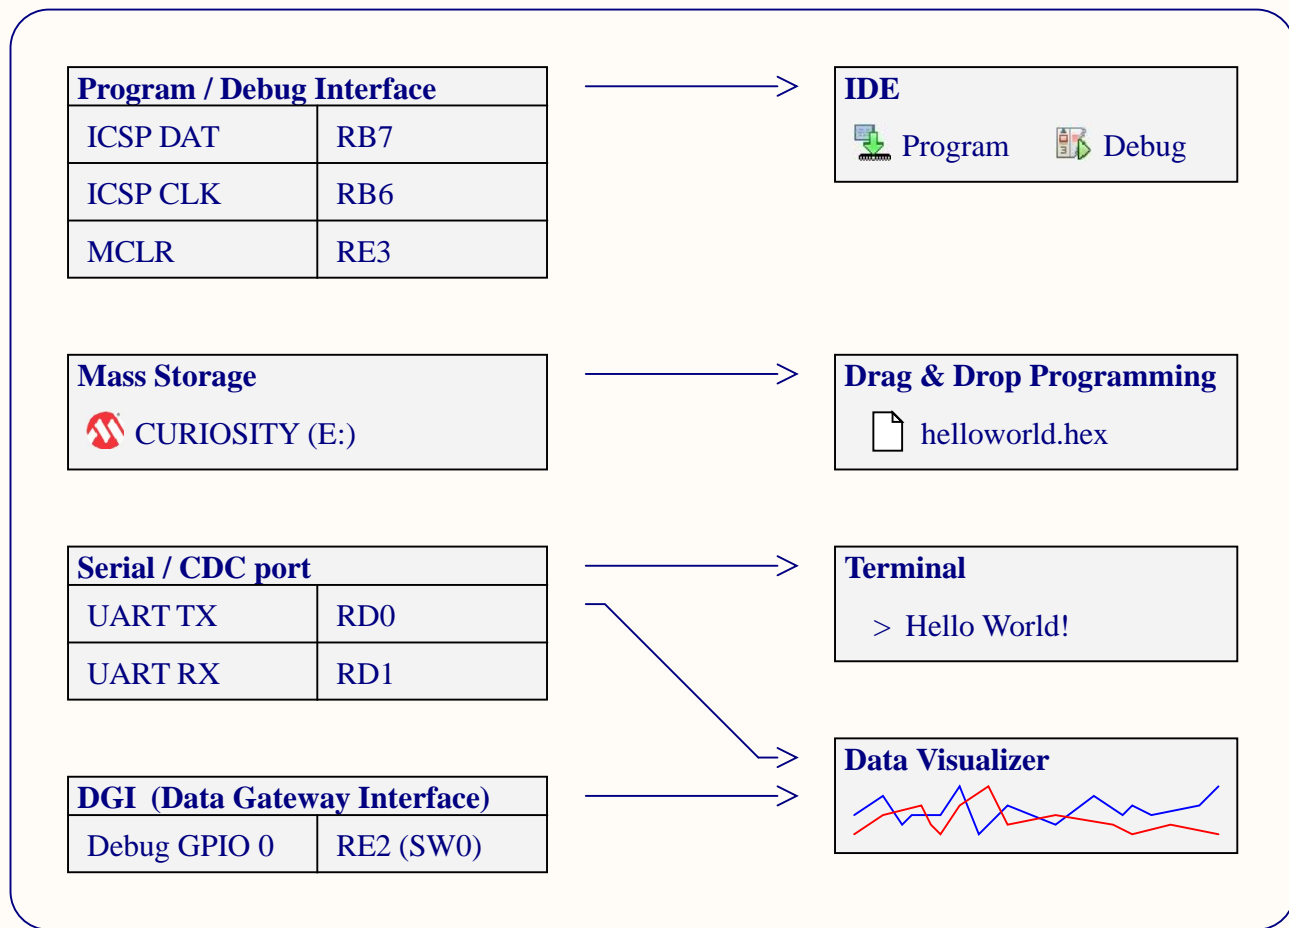 Program / Debug Interface
ICSP DAT RB7
ICSP CLK RB6
MCLR RE3
IDE
Program Debug
Mass Storage
CURIOSITY (E:)
Drag & Drop Programming
helloworld.hex
Serial / CDC port
UART TX RD0
UART RX RD1
Terminal
> Hello World!
DGI (Data Gateway Interface)
Debug GPIO 0 RE2 (SW0)
Data Visualizer